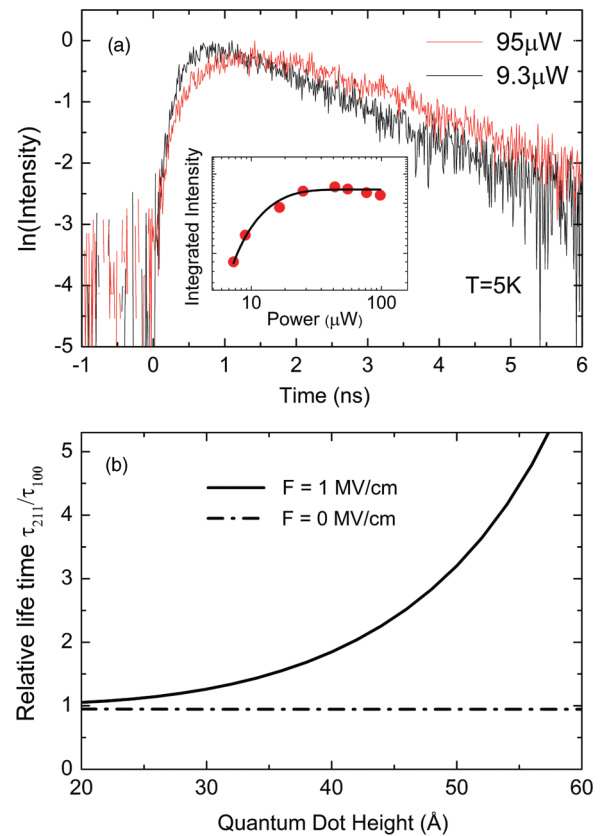 (a)
95μW
9.3μW
ln(Intensity)
0
-1
-2
-3
-4
-5
Integrated Intensity
10
100
Power (μW)
T=5K
-1
0
1
2
3
4
5
6
Time (ns)
(b)
F = 1 MV/cm
F = 0 MV/cm
Relative life time τ211/τ100
5
4
3
2
1
0
20
30
40
50
60
Quantum Dot Height (Å)